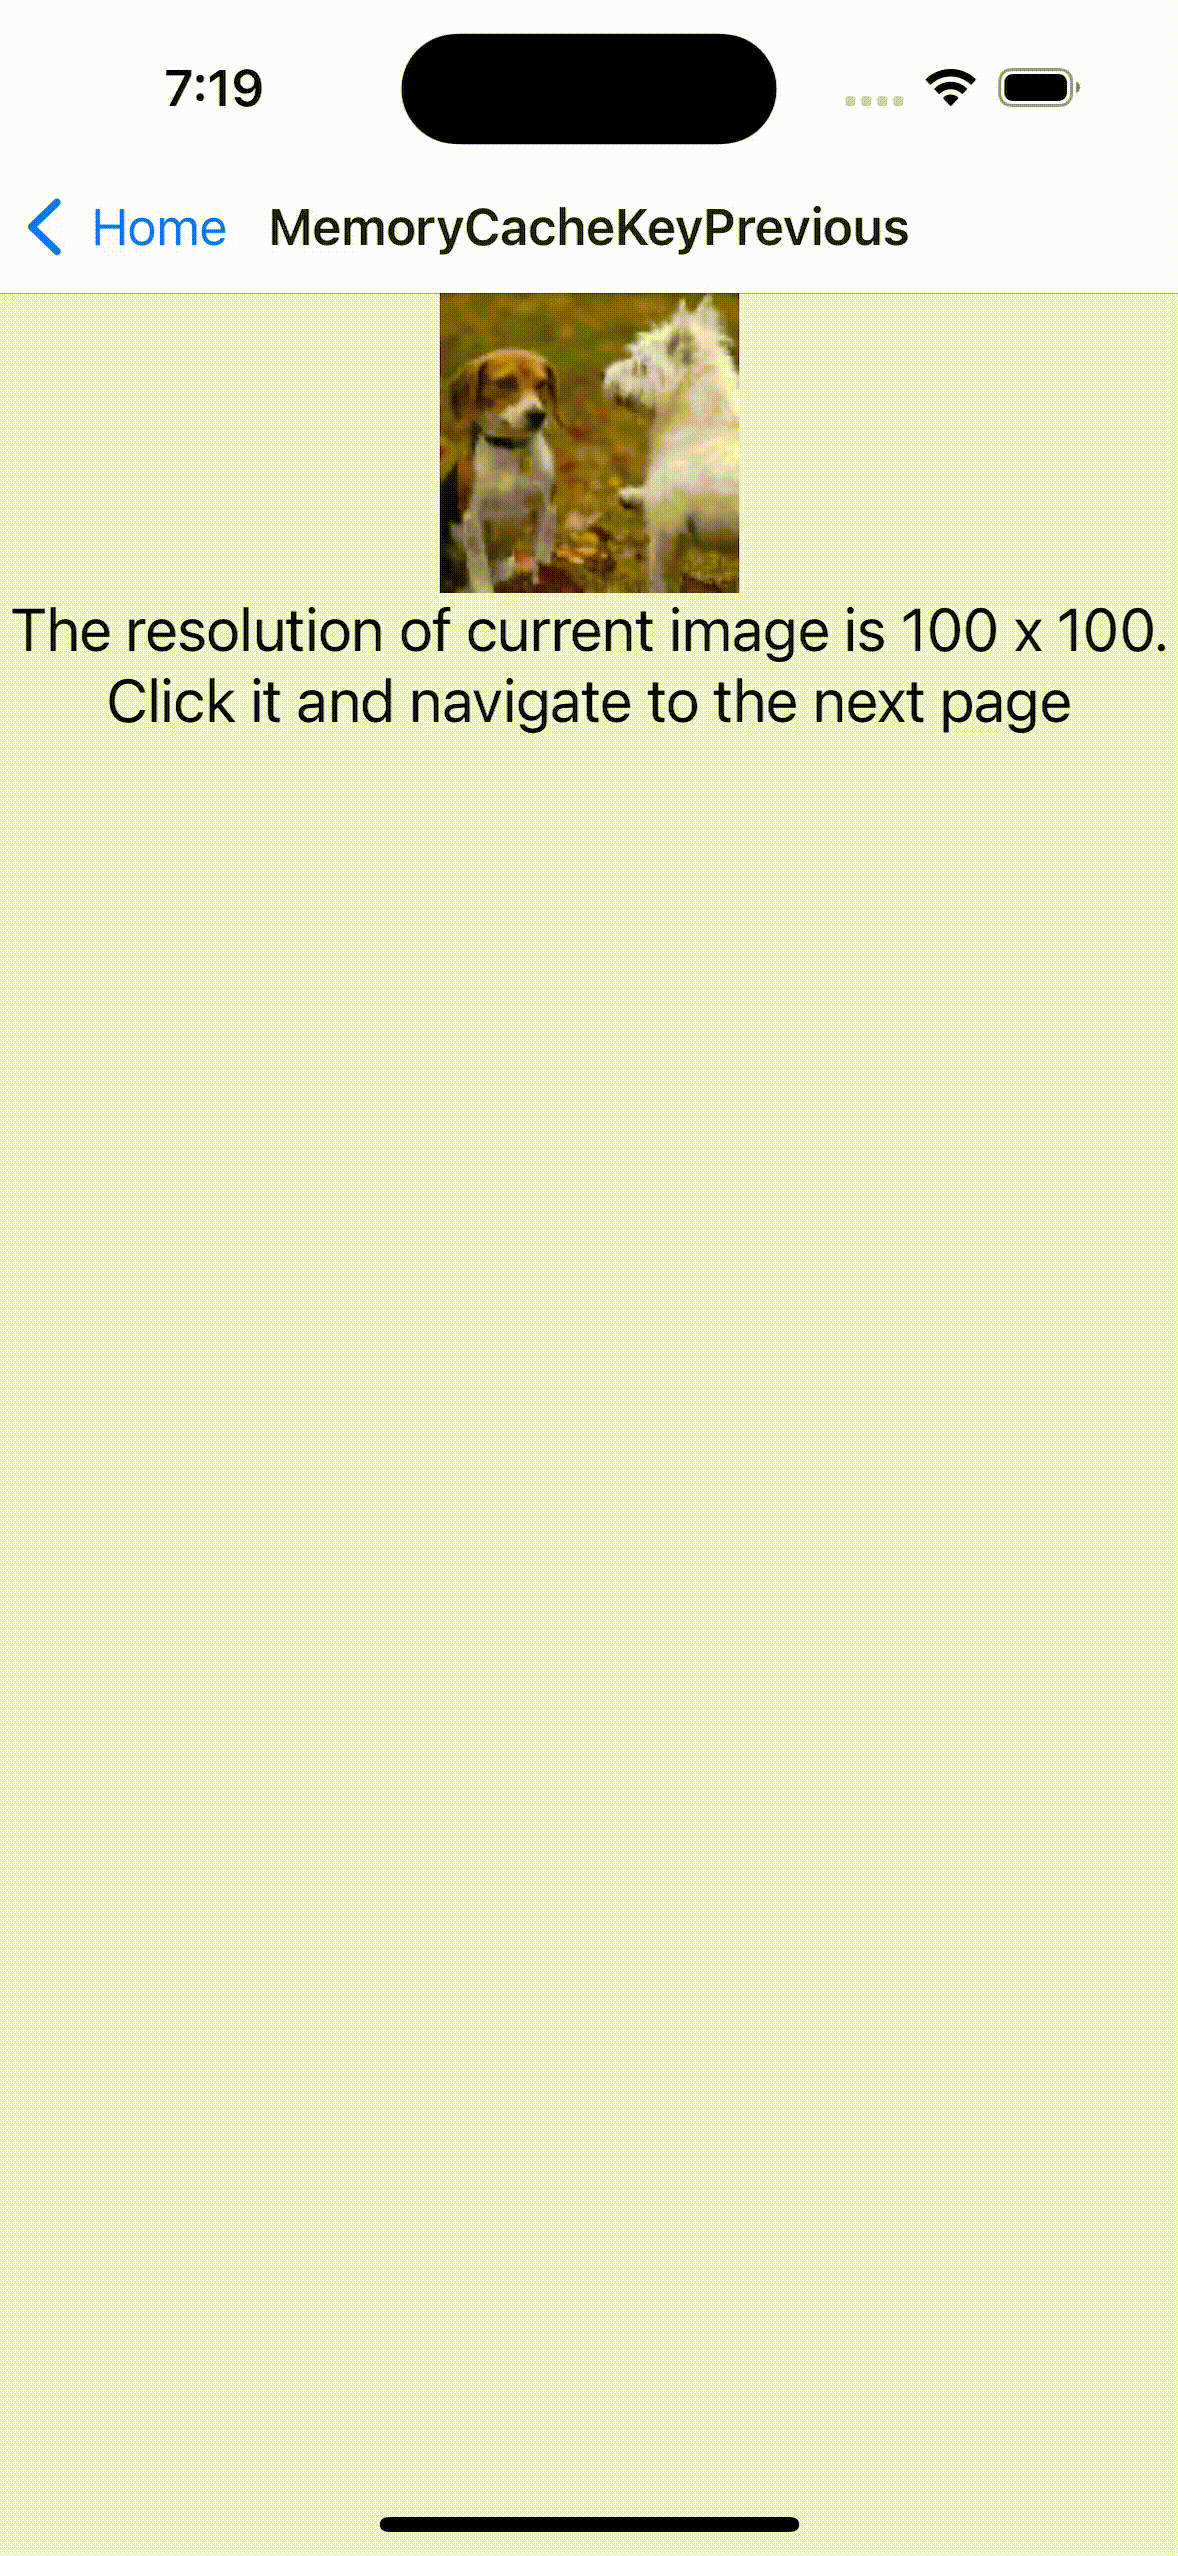 7:19
Home MemoryCacheKeyPrevious
The resolution of current image is 100 x 100.
Click it and navigate to the next page